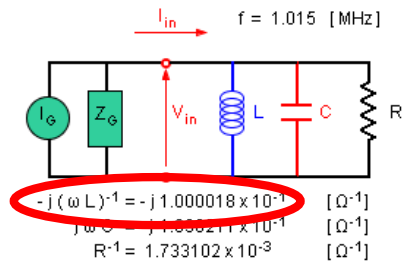 I_in f = 1.015 [MHz]
I_G Z_G V_in L C R
-j(ωL)⁻¹ = -j 1.000018 x 10⁻¹ [Ω⁻¹]
[Ω⁻¹]
R⁻¹ = 1.733102 x 10⁻³ [Ω⁻¹]